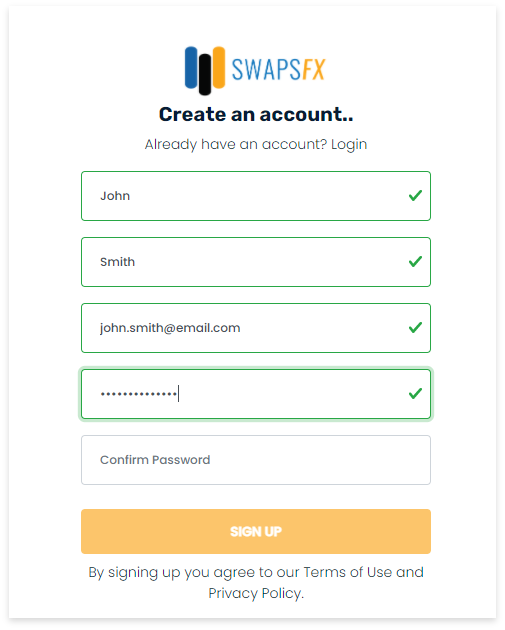 SWAPSFX
Create an account..
Already have an account? Login
John
Smith
john.smith@email.com
••••••••••••••
Confirm Password
SIGN UP
By signing up you agree to our Terms of Use and
Privacy Policy.